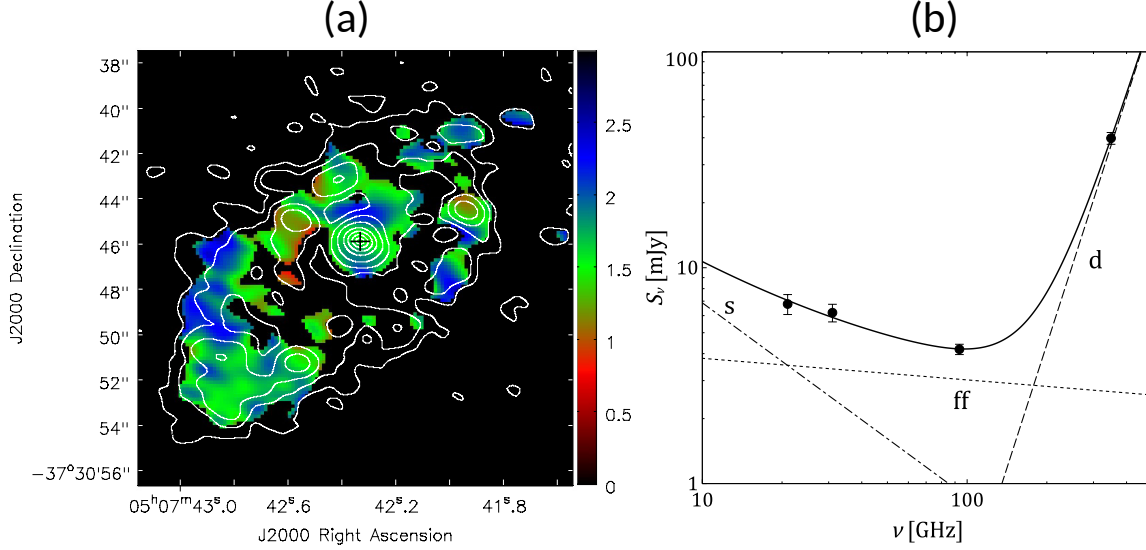 (a)
(b)
38''
40''
42''
44''
46''
48''
50''
52''
54''
−37°30'56''
J2000 Declination
05ʰ07ᵐ43ˢ.0
42ˢ.6
42ˢ.2
41ˢ.8
J2000 Right Ascension
2.5
2
1.5
1
0.5
0
100
10
1
Sᵥ [mJy]
s
ff
d
10
100
ν [GHz]